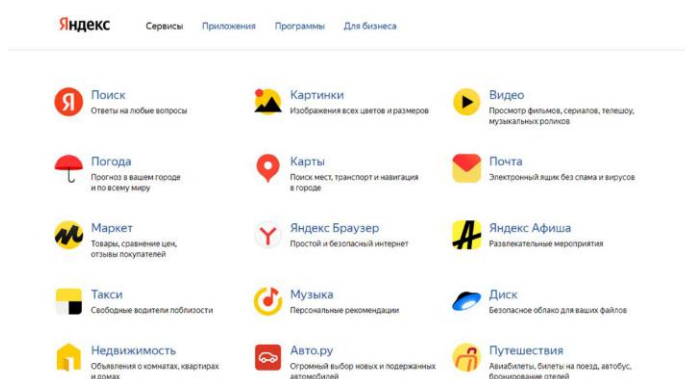 Яндекс
Сервисы Приложения Программы Для бизнеса
Я
Поиск
Ответы на любые вопросы
Картинки
Изображения всех цветов и размеров
Видео
Просмотр фильмов, сериалов, телешоу,
музыкальных роликов
Погода
Прогноз в вашем городе
и по всему миру
Карты
Поиск мест, транспорт и навигация
в городе
Почта
Электронный ящик без спама и вирусов
Маркет
Товары, сравнение цен,
отзывы покупателей
Яндекс Браузер
Простой и безопасный интернет
Яндекс Афиша
Развлекательные мероприятия
Такси
Свободные водители поблизости
Музыка
Персональные рекомендации
Диск
Безопасное облако для ваших файлов
Недвижимость
Объявления о комнатах, квартирах
и домах
Авто.ру
Огромный выбор новых и подержанных
автомобилей
Путешествия
Авиабилеты, билеты на поезд, автобус,
бронирование отелей